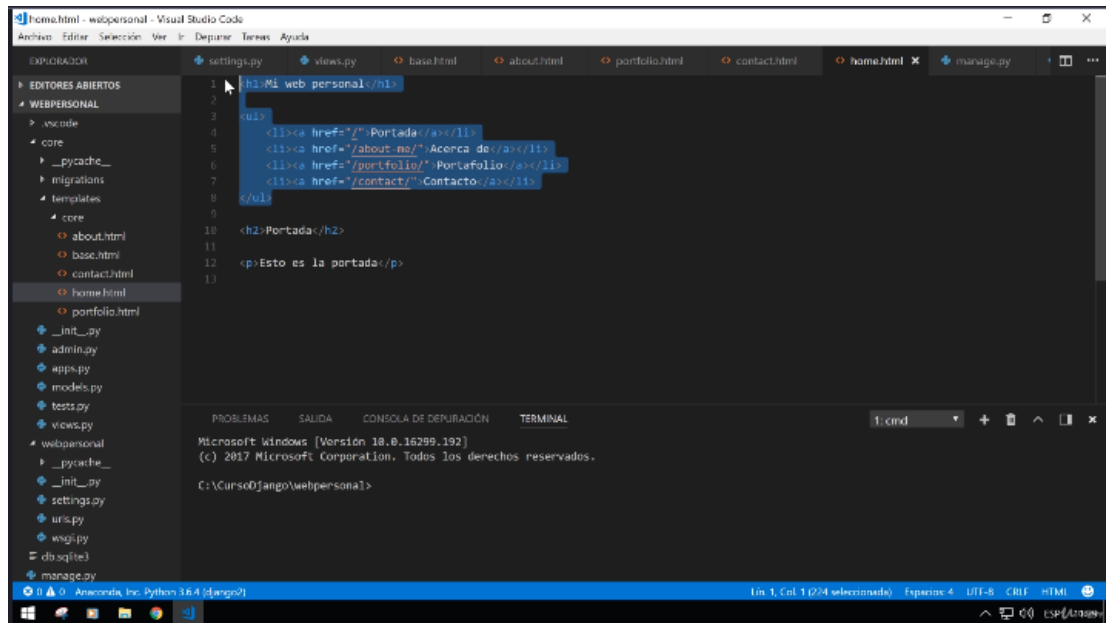 home.html - webpersonal - Visual Studio Code
Archivo Editar Selección Ver Ir Depurar Tareas Ayuda
EXPLORADOR
settings.py views.py base.html about.html portfolio.html contact.html home.html manage.py
EDITORES ABIERTOS
WEBPERSONAL
.vscode
core
__pycache__
migrations
templates
core
about.html
base.html
contact.html
home.html
portfolio.html
__init__.py
admin.py
apps.py
models.py
tests.py
views.py
webpersonal
__pycache__
__init__.py
settings.py
urls.py
wsgi.py
db.sqlite3
manage.py
1 <h1>Mi web personal</h1>
2
3 <ul>
4 <li><a href="/">Portada</a></li>
5 <li><a href="/about-me/">Acerca de</a></li>
6 <li><a href="/portfolio/">Portafolio</a></li>
7 <li><a href="/contact/">Contacto</a></li>
8 </ul>
9
10 <h2>Portada</h2>
11
12 <p>Esto es la portada</p>
13
PROBLEMAS SALIDA CONSOLA DE DEPURACIÓN TERMINAL 1: cmd
Microsoft Windows [Versión 10.0.16299.192]
(c) 2017 Microsoft Corporation. Todos los derechos reservados.
C:\CursoDjango\webpersonal>
0 0 Anaconda, Inc. Python 3.6.4 (django2) Lín. 1, Col. 1 (224 seleccionada) Espacios: 4 UTF-8 CRLF HTML
ESP